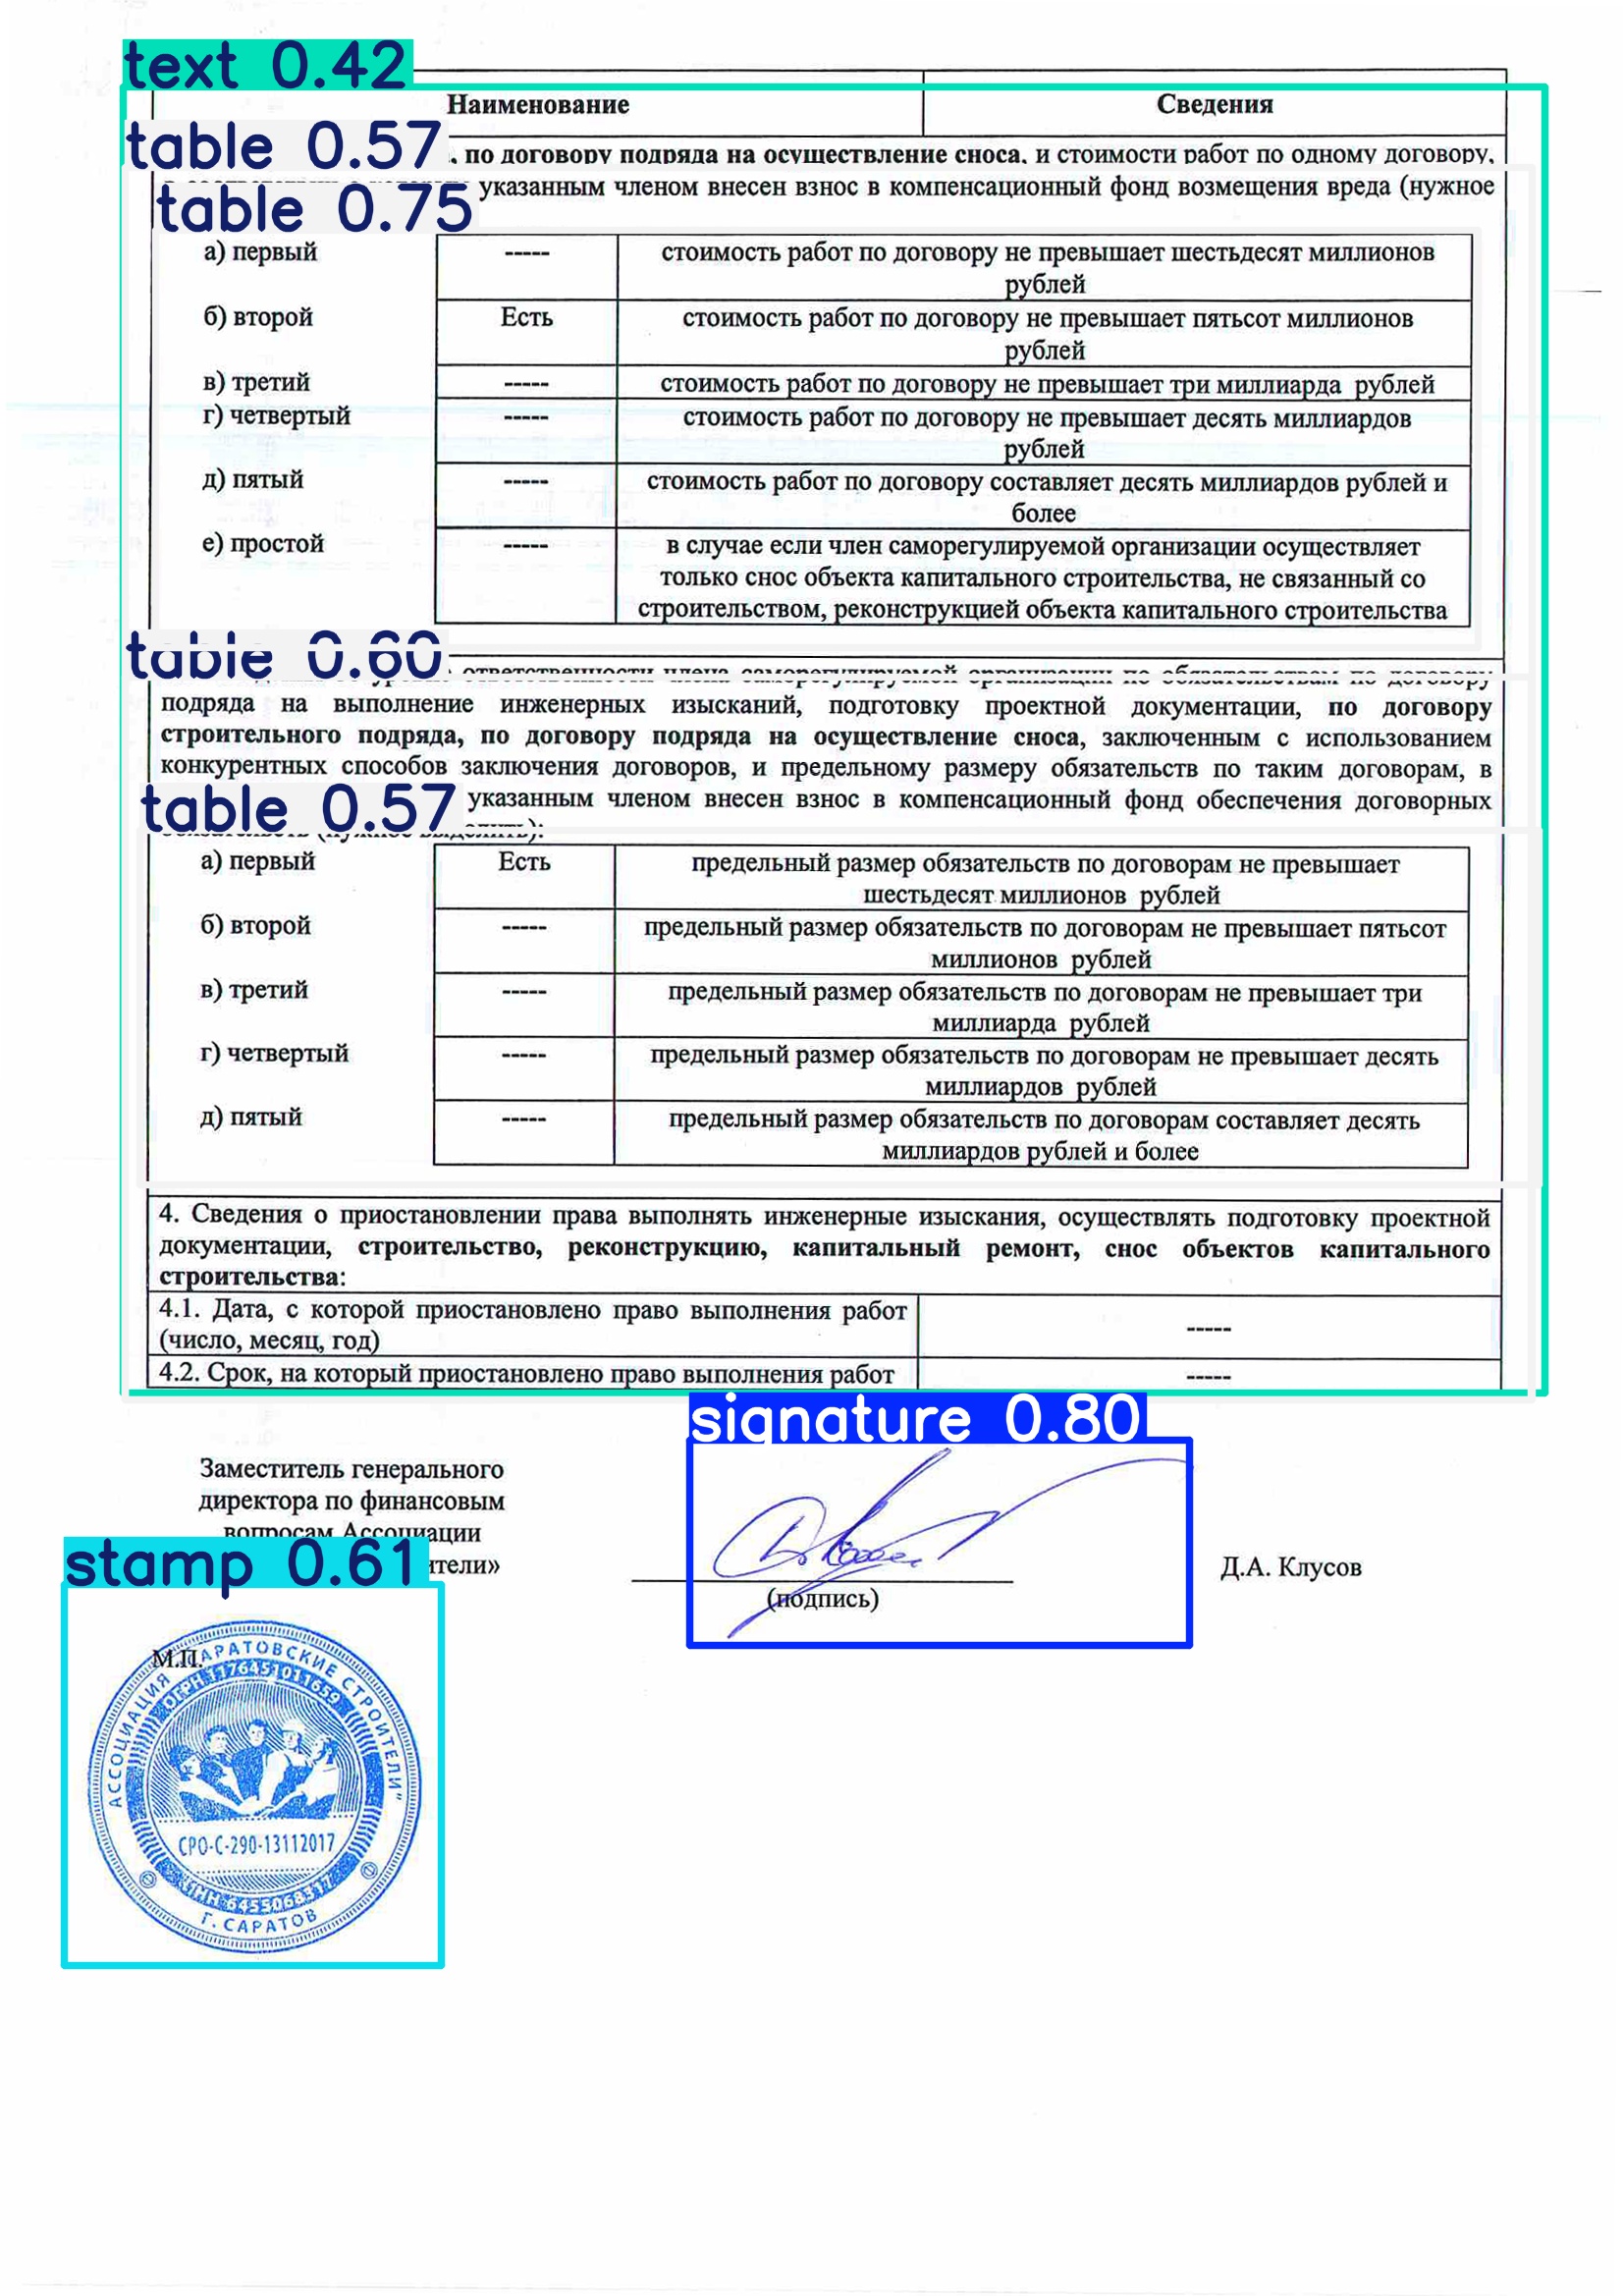 text 0.42
Наименование Сведения
table 0.57
, по договору подряда на осуществление сноса, и стоимости работ по одному договору,
указанным членом внесен взнос в компенсационный фонд возмещения вреда (нужное
table 0.75
а) первый ----- стоимость работ по договору не превышает шестьдесят миллионов
рублей
б) второй Есть стоимость работ по договору не превышает пятьсот миллионов
рублей
в) третий ----- стоимость работ по договору не превышает три миллиарда рублей
г) четвертый ----- стоимость работ по договору не превышает десять миллиардов
рублей
д) пятый ----- стоимость работ по договору составляет десять миллиардов рублей и
более
е) простой ----- в случае если член саморегулируемой организации осуществляет
только снос объекта капитального строительства, не связанный со
строительством, реконструкцией объекта капитального строительства
table 0.60
ответственности члена саморегулируемой организации по обязательствам по договору
подряда на выполнение инженерных изысканий, подготовку проектной документации, по договору
строительного подряда, по договору подряда на осуществление сноса, заключенным с использованием
конкурентных способов заключения договоров, и предельному размеру обязательств по таким договорам, в
table 0.57
указанным членом внесен взнос в компенсационный фонд обеспечения договорных
а) первый Есть предельный размер обязательств по договорам не превышает
шестьдесят миллионов рублей
б) второй ----- предельный размер обязательств по договорам не превышает пятьсот
миллионов рублей
в) третий ----- предельный размер обязательств по договорам не превышает три
миллиарда рублей
г) четвертый ----- предельный размер обязательств по договорам не превышает десять
миллиардов рублей
д) пятый ----- предельный размер обязательств по договорам составляет десять
миллиардов рублей и более
4. Сведения о приостановлении права выполнять инженерные изыскания, осуществлять подготовку проектной
документации, строительство, реконструкцию, капитальный ремонт, снос объектов капитального
строительства:
4.1. Дата, с которой приостановлено право выполнения работ
(число, месяц, год) -----
4.2. Срок, на который приостановлено право выполнения работ -----
signature 0.80
Заместитель генерального
директора по финансовым
вопросам Ассоциации
stamp 0.61
ители» Д.А. Клусов
(подпись)
М.П.
АССОЦИАЦИЯ "САРАТОВСКИЕ СТРОИТЕЛИ"
ОГРН 1176451011659
СРО-С-290-13112017
ИНН 6455068317
Г. САРАТОВ